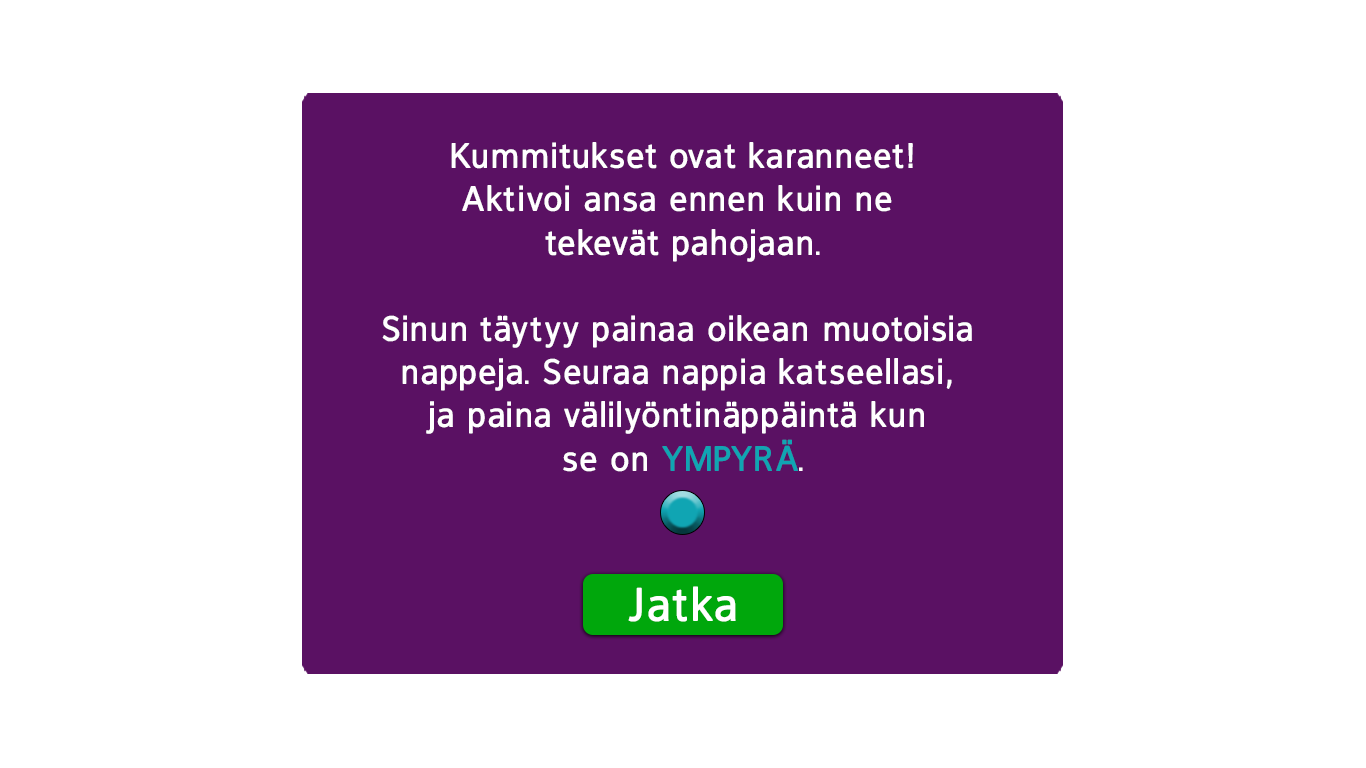 Kummitukset ovat karanneet!
Aktivoi ansa ennen kuin ne
tekevät pahojaan.
Sinun täytyy painaa oikean muotoisia
nappeja. Seuraa nappia katseellasi,
ja paina välilyöntinäppäintä kun
se on YMPYRÄ.
Jatka